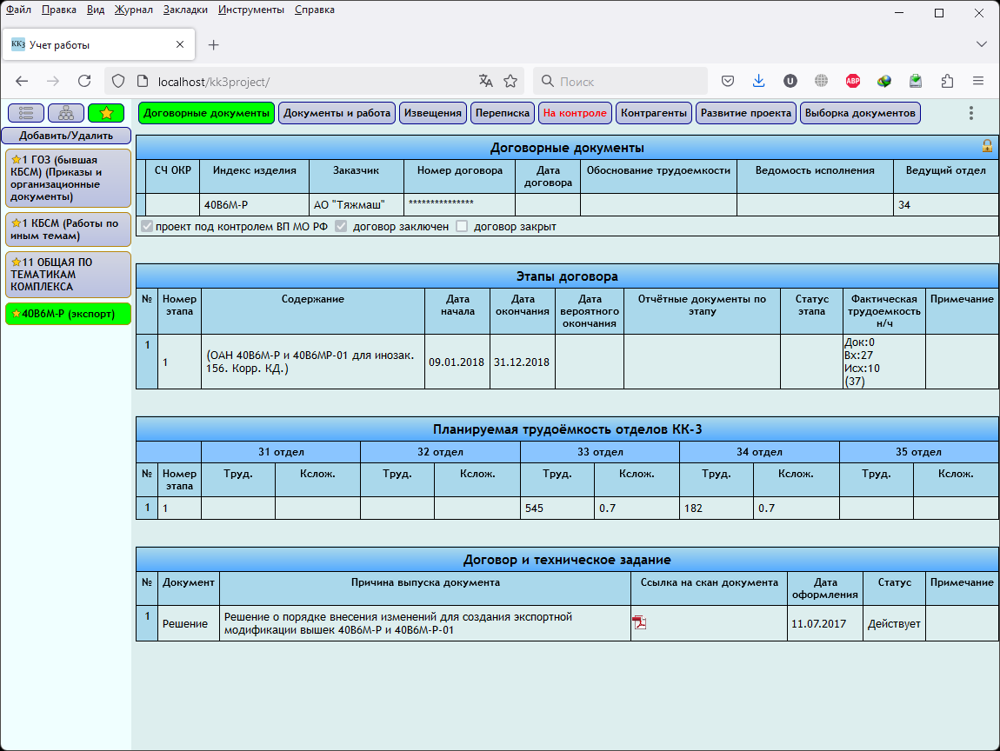 Файл Правка Вид Журнал Закладки Инструменты Справка
KK3 Учет работы
localhost/kk3project/
Поиск
U
ABP
Договорные документы Документы и работа Извещения Переписка На контроле Контрагенты Развитие проекта Выборка документов
Добавить/Удалить
1 ГОЗ (бывшая
КБСМ) (Приказы и
организационные
документы)
1 КБСМ (Работы по
иным темам)
11 ОБЩАЯ ПО
ТЕМАТИКАМ
КОМПЛЕКСА
40В6М-Р (экспорт)
Договорные документы
СЧ ОКР Индекс изделия Заказчик Номер договора Дата Обоснование трудоемкости Ведомость исполнения Ведущий отдел
договора
40В6М-Р АО "Тяжмаш" *************** 34
проект под контролем ВП МО РФ договор заключен договор закрыт
Этапы договора
№ Номер Содержание Дата Дата Дата Отчётные документы по Статус Фактическая Примечание
этапа начала окончания вероятного этапу этапа трудоемкость
окончания н/ч
1 1 (ОАН 40В6М-Р и 40В6МР-01 для инозак. 09.01.2018 31.12.2018 Док:0
156. Корр. КД.) Вх:27
Исх:10
(37)
Планируемая трудоёмкость отделов КК-3
31 отдел 32 отдел 33 отдел 34 отдел 35 отдел
№ Номер Труд. Кслож. Труд. Кслож. Труд. Кслож. Труд. Кслож. Труд. Кслож.
этапа
1 1 545 0.7 182 0.7
Договор и техническое задание
№ Документ Причина выпуска документа Ссылка на скан документа Дата Статус Примечание
оформления
1 Решение Решение о порядке внесения изменений для создания экспортной 11.07.2017 Действует
модификации вышек 40В6М-Р и 40В6М-Р-01